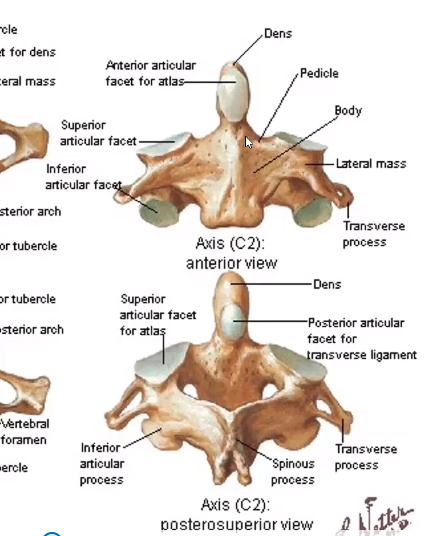 rcle
t for dens
teral mass
sterior arch
or tubercle
or tubercle
sterior arch
Vertebral
foramen
ercle
Dens
Anterior articular
facet for atlas
Pedicle
Body
Superior
articular facet
Inferior
articular facet
Lateral mass
Transverse
process
Axis (C2):
anterior view
Dens
Superior
articular facet
for atlas
Posterior articular
facet for
transverse ligament
Inferior
articular
process
Spinous
process
Transverse
process
Axis (C2):
posterosuperior view
Netter